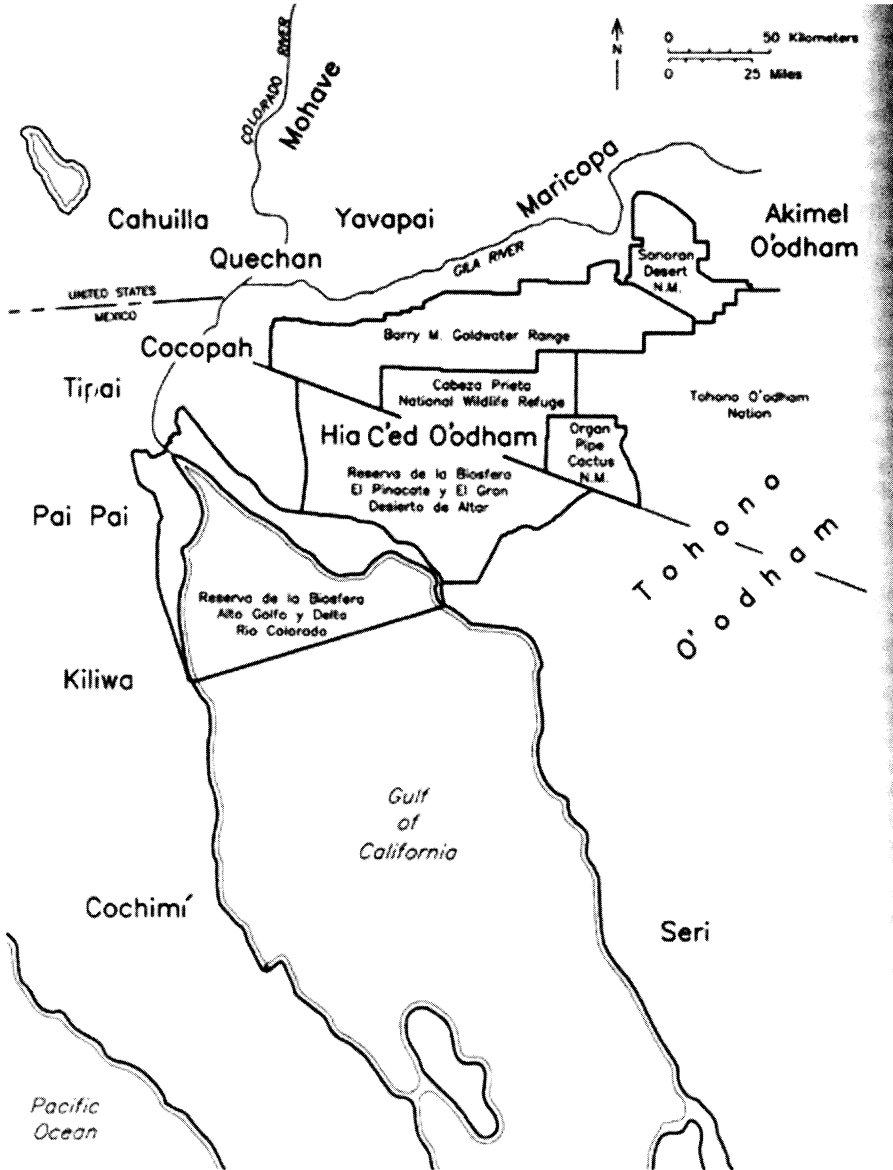 N
0 50 Kilometers
0 25 Miles
COLORADO RIVER
Mohave
Maricopa
Cahuilla
Yavapai
Akimel
O'odham
Quechan
GILA RIVER
Sonoran
Desert
N.M.
UNITED STATES
MEXICO
Barry M. Goldwater Range
Cocopah
Tipai
Cabeza Prieta
National Wildlife Refuge
Tohono O'odham
Nation
Hia C'ed O'odham
Organ
Pipe
Cactus
N.M.
Reserva de la Biosfera
El Pinacate y El Gran
Desierto de Altar
Pai Pai
Tohono
O'odham
Reserva de la Biosfera
Alto Golfo y Delta
Rio Colorado
Kiliwa
Gulf
of
California
Cochimí
Seri
Pacific
Ocean